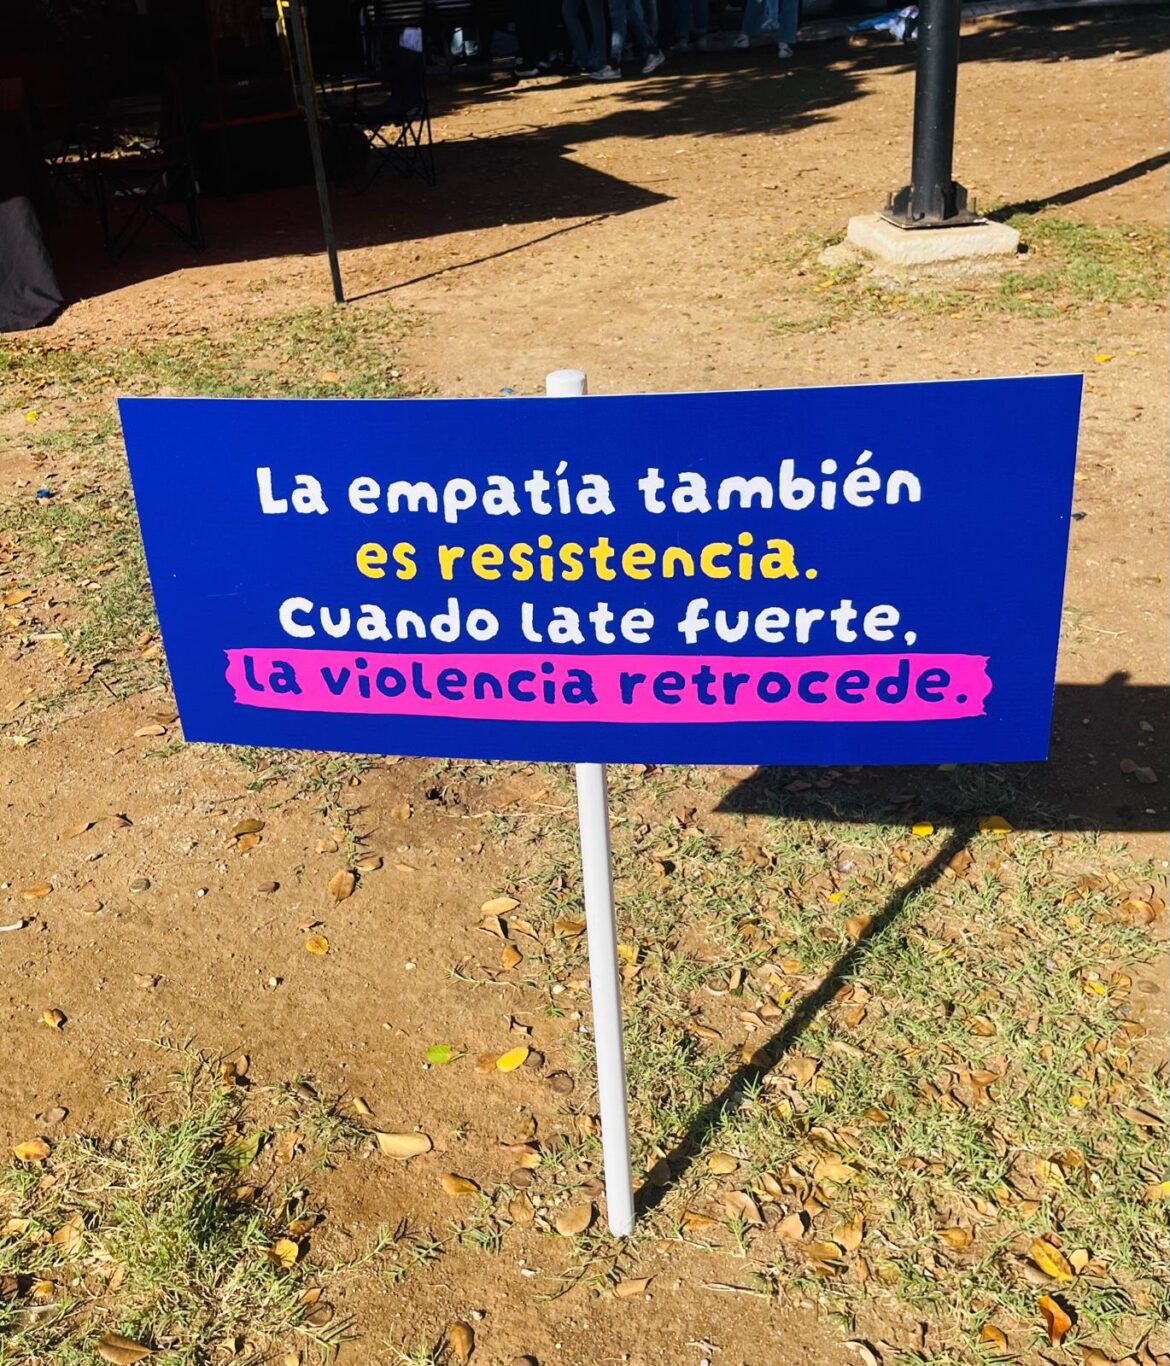 La empatía también
es resistencia.
Cuando late fuerte,
la violencia retrocede.